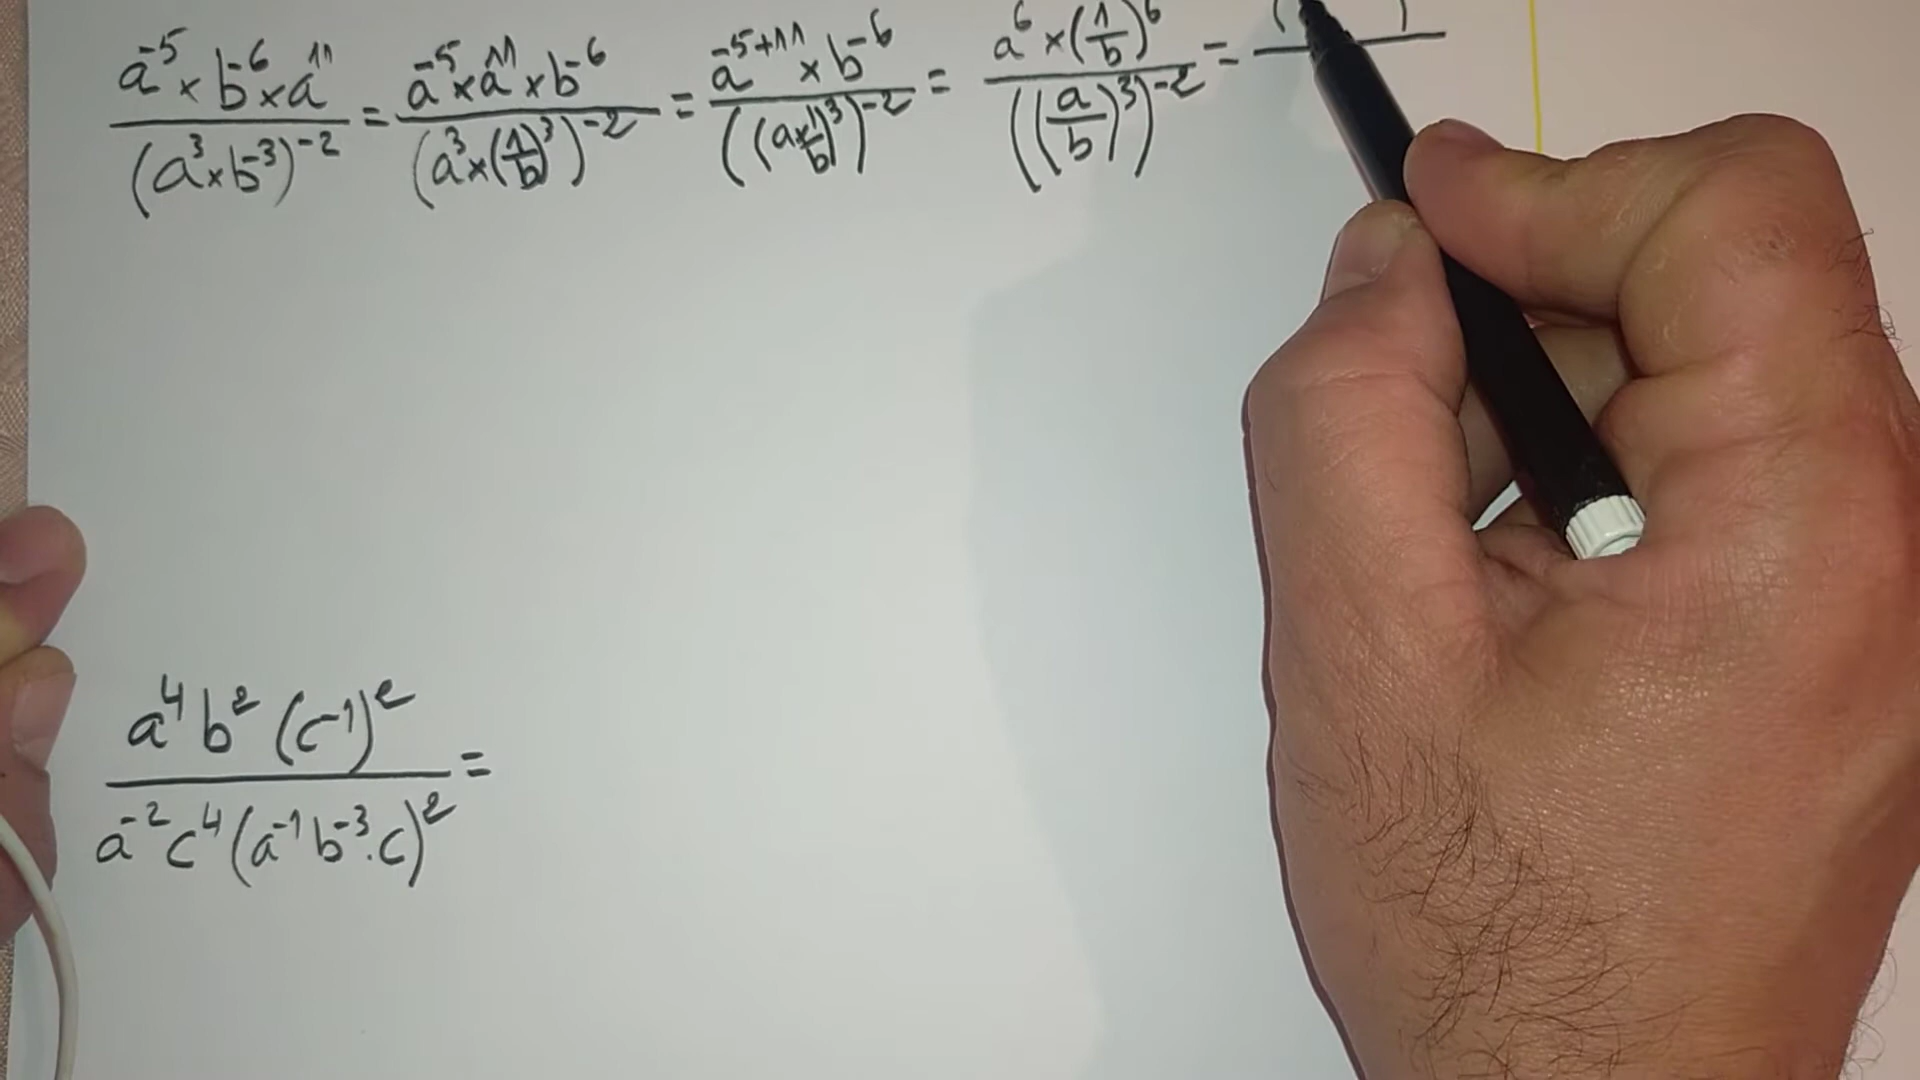 a⁻⁵ × b⁻⁶ × a¹¹ / (a³ × b⁻³)⁻² = a⁻⁵ × a¹¹ × b⁻⁶ / (a³ × (1/b)³)⁻² = a⁻⁵⁺¹¹ × b⁻⁶ / ((a × 1/b)³)⁻² = a⁶ × (1/b)⁶ / ((a/b)³)⁻² =
a⁴ b² (c⁻¹)² / a⁻² c⁴ (a⁻¹ b⁻³ . c)² =